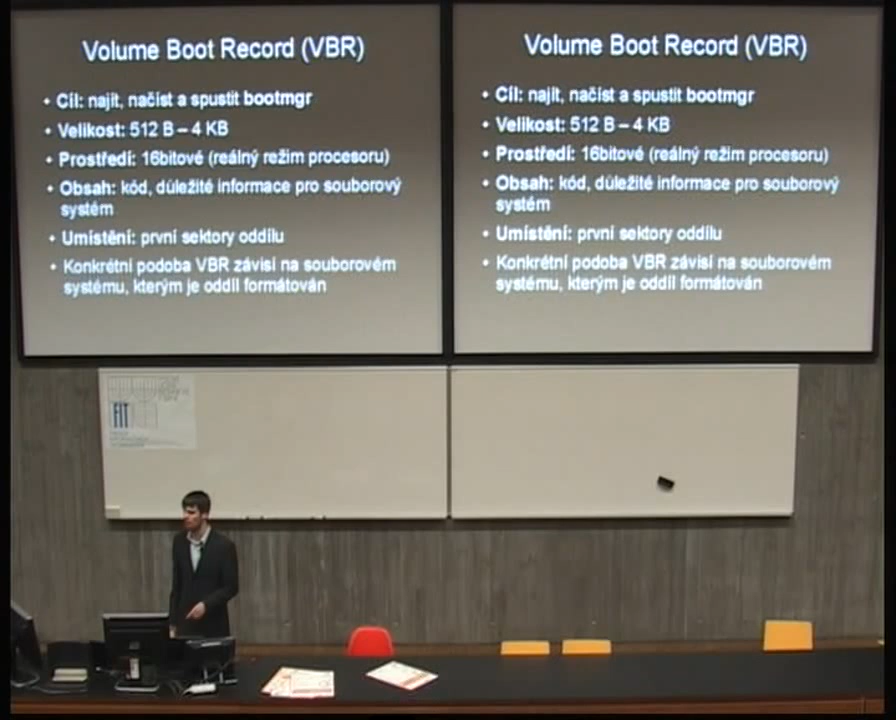 Volume Boot Record (VBR)
• Cíl: najít, načíst a spustit bootmgr
• Velikost: 512 B – 4 KB
• Prostředí: 16bitové (reálný režim procesoru)
• Obsah: kód, důležité informace pro souborový
systém
• Umístění: první sektory oddílu
• Konkrétní podoba VBR závisí na souborovém
systému, kterým je oddíl formátován
Volume Boot Record (VBR)
• Cíl: najít, načíst a spustit bootmgr
• Velikost: 512 B – 4 KB
• Prostředí: 16bitové (reálný režim procesoru)
• Obsah: kód, důležité informace pro souborový
systém
• Umístění: první sektory oddílu
• Konkrétní podoba VBR závisí na souborovém
systému, kterým je oddíl formátován
FIT